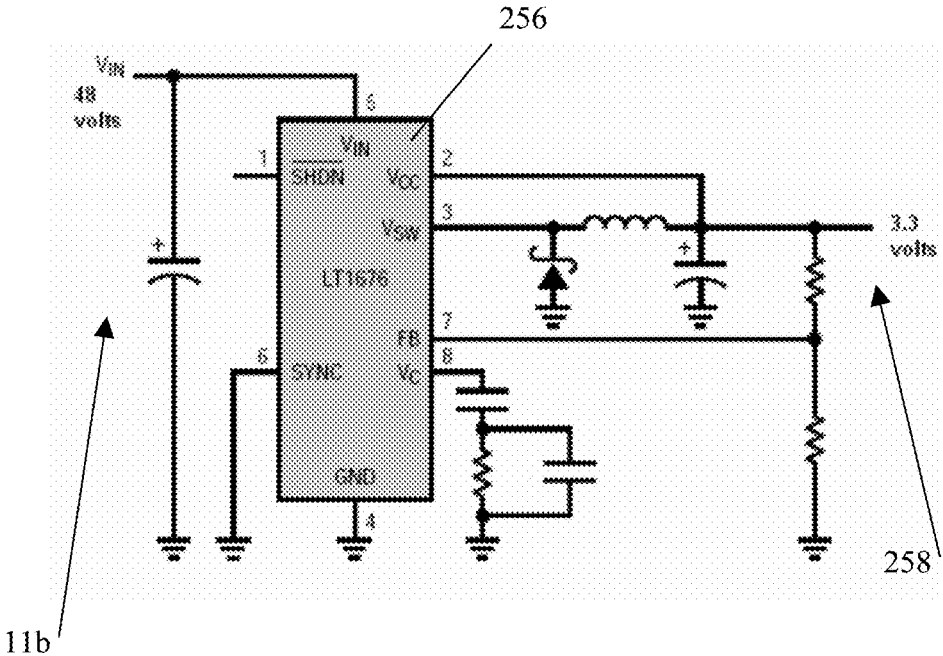 256
VIN
48
volts
5
VIN
1
SHDN
VCC
2
3
VSW
3.3
volts
+
+
LT1676
7
FB
6
SYNC
VC
8
GND
4
258
11b